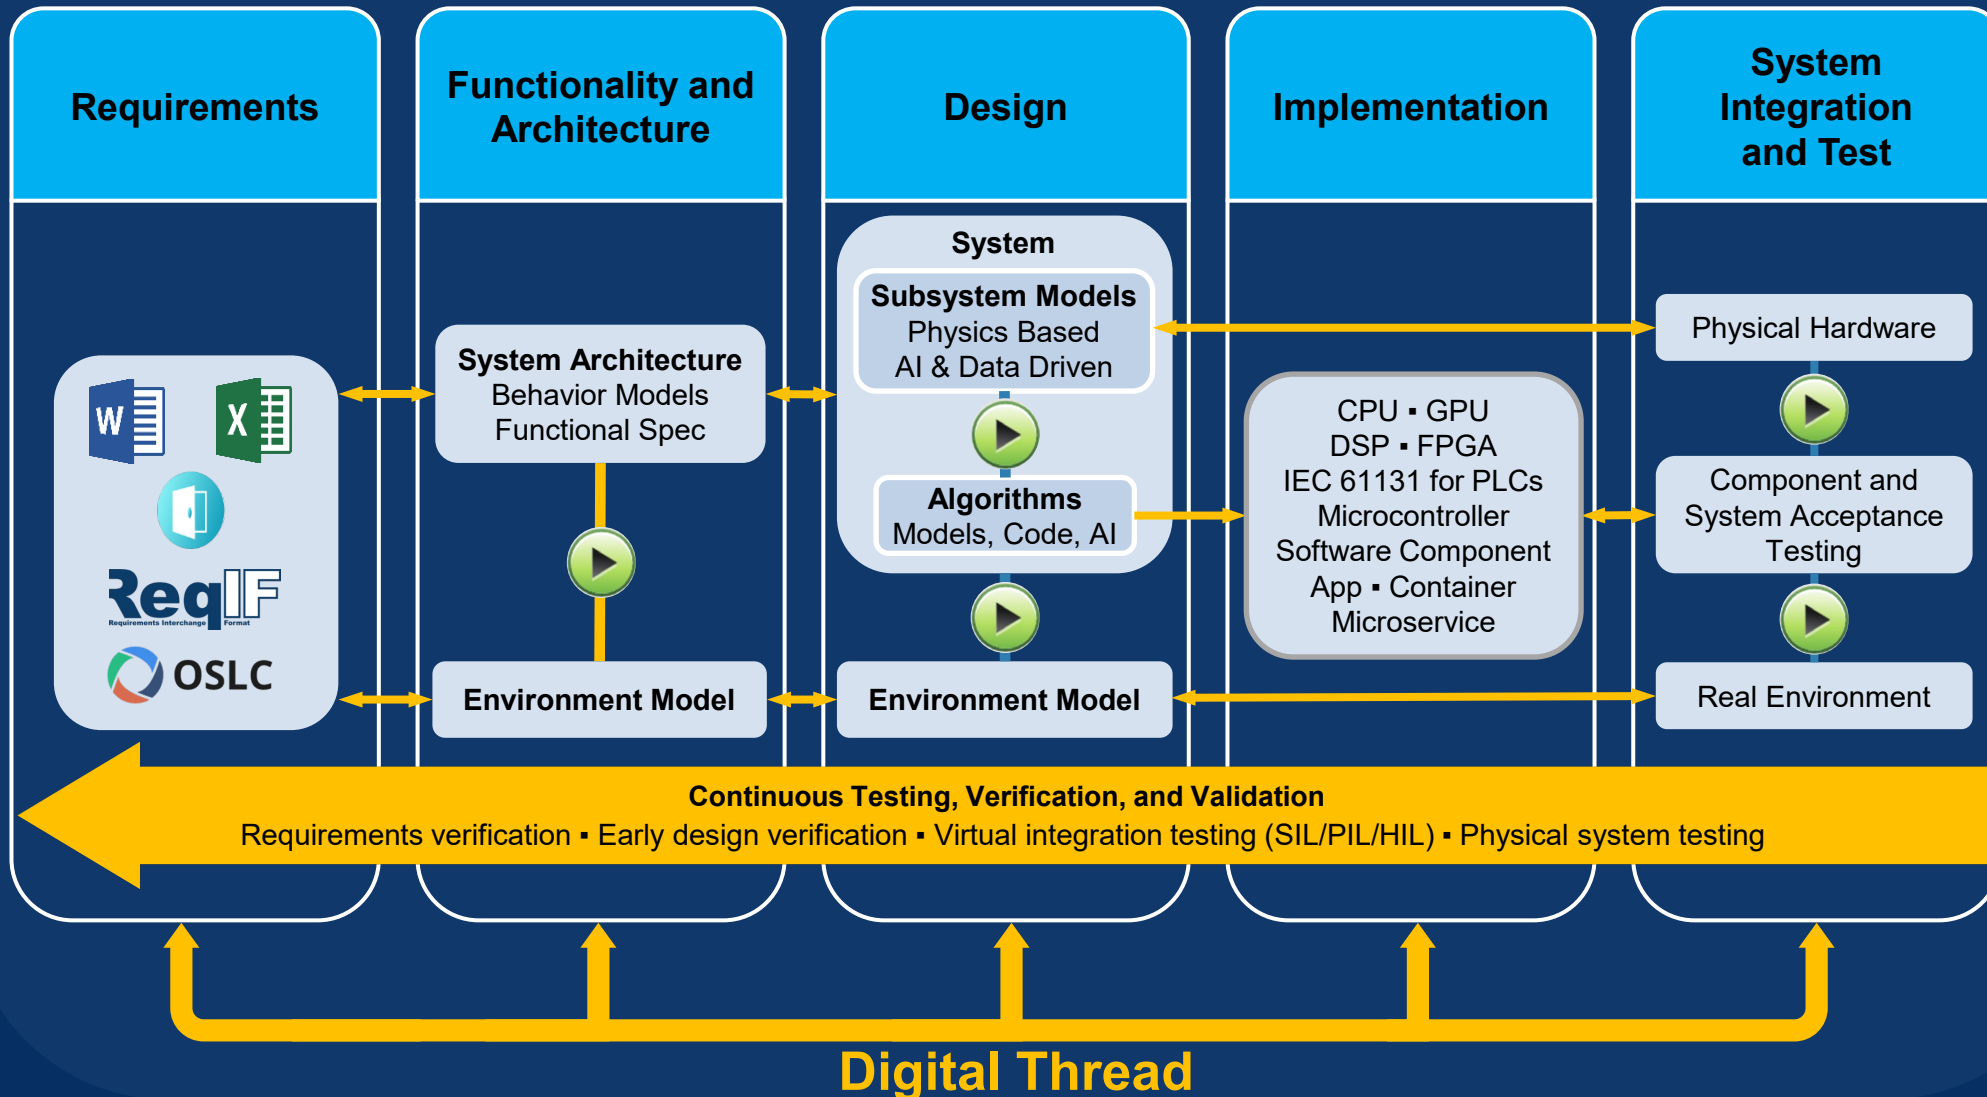 Requirements
Functionality and
Architecture
Design
Implementation
System
Integration
and Test
W
X
ReqIF
Requirements Interchange Format
OSLC
System Architecture
Behavior Models
Functional Spec
Environment Model
System
Subsystem Models
Physics Based
AI & Data Driven
Algorithms
Models, Code, AI
Environment Model
CPU ▪ GPU
DSP ▪ FPGA
IEC 61131 for PLCs
Microcontroller
Software Component
App ▪ Container
Microservice
Physical Hardware
Component and
System Acceptance
Testing
Real Environment
Continuous Testing, Verification, and Validation
Requirements verification ▪ Early design verification ▪ Virtual integration testing (SIL/PIL/HIL) ▪ Physical system testing
Digital Thread